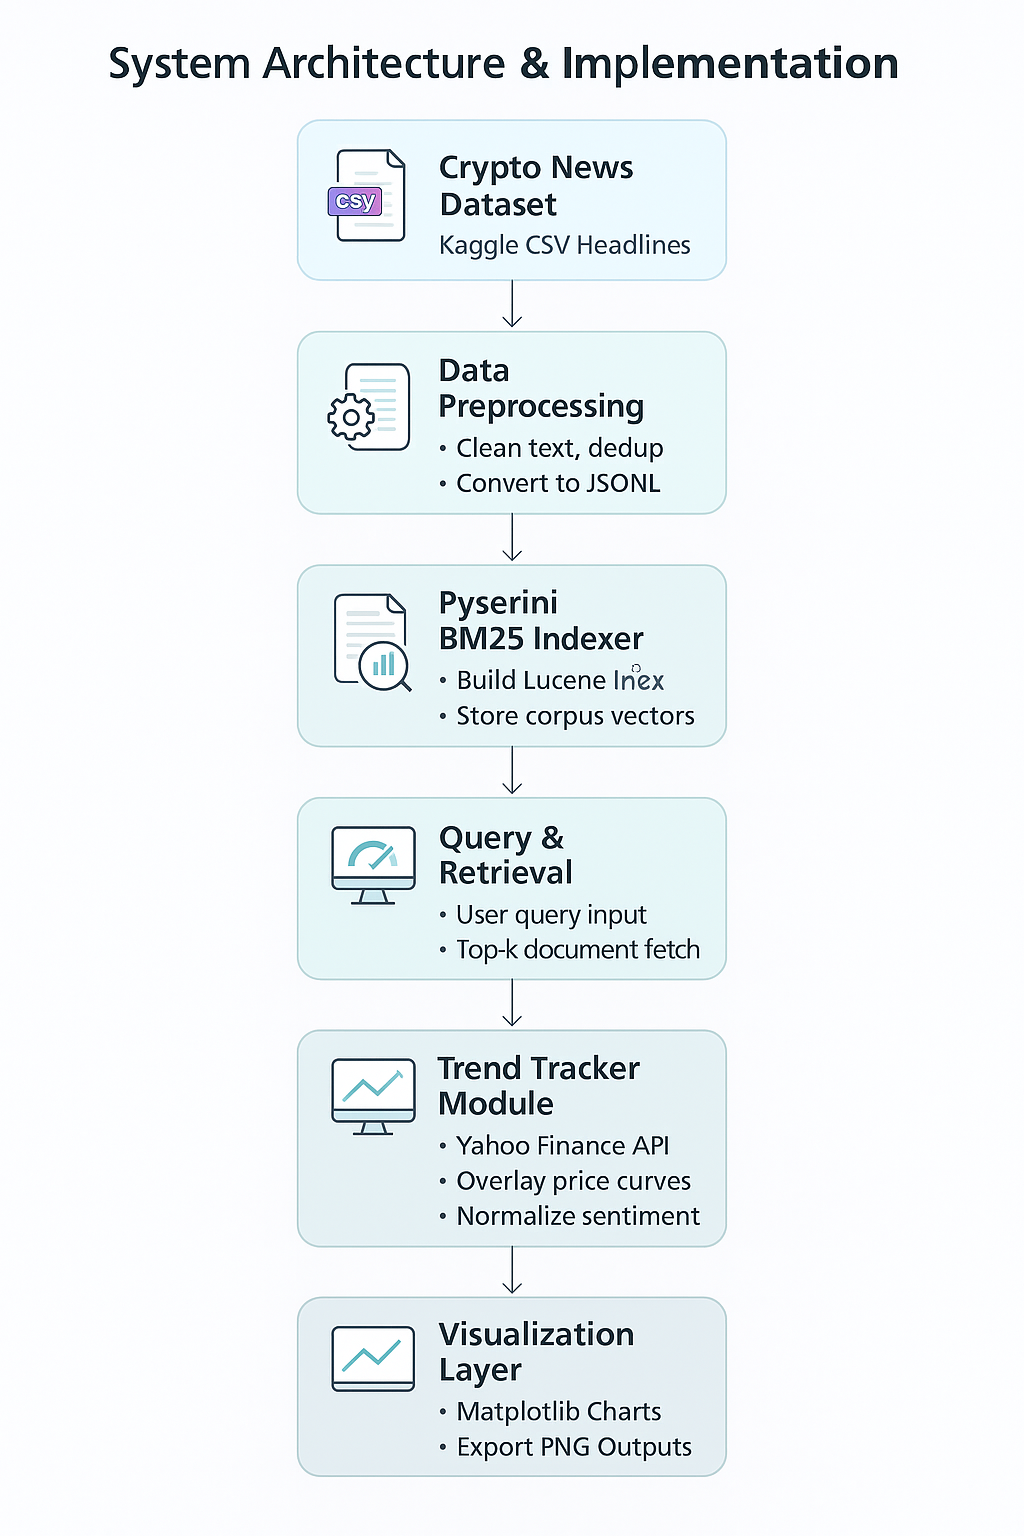 System Architecture & Implementation
csy
Crypto News
Dataset
Kaggle CSV Headlines
Data
Preprocessing
• Clean text, dedup
• Convert to JSONL
Pyserini
BM25 Indexer
• Build Lucene Inex
• Store corpus vectors
Query &
Retrieval
• User query input
• Top-k document fetch
Trend Tracker
Module
• Yahoo Finance API
• Overlay price curves
• Normalize sentiment
Visualization
Layer
• Matplotlib Charts
• Export PNG Outputs